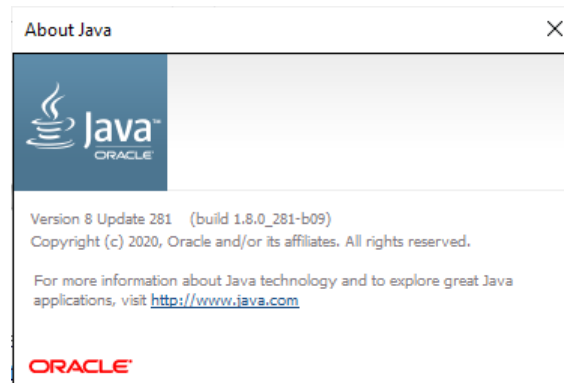 About Java
Java™
ORACLE
Version 8 Update 281 (build 1.8.0_281-b09)
Copyright (c) 2020, Oracle and/or its affiliates. All rights reserved.
For more information about Java technology and to explore great Java
applications, visit http://www.java.com
ORACLE